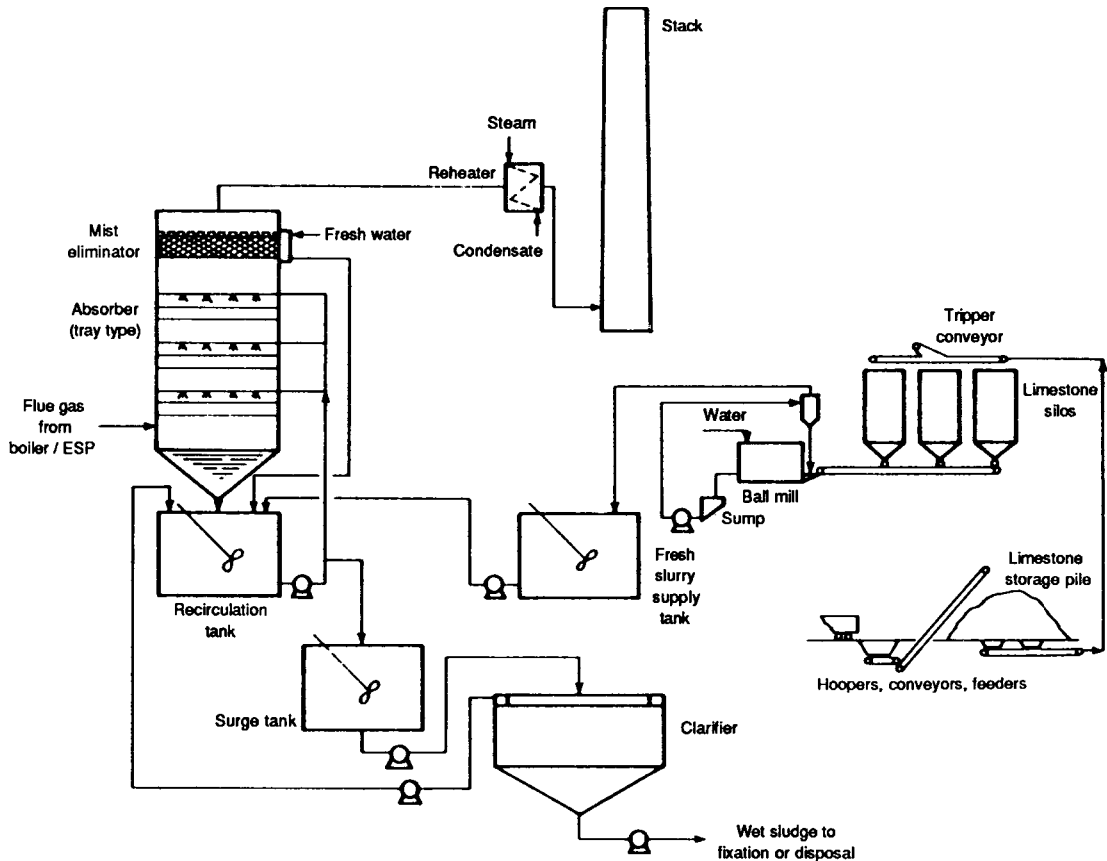 Stack
Steam
Reheater
Condensate
Mist
eliminator
Fresh water
Absorber
(tray type)
Flue gas
from
boiler / ESP
Tripper
conveyor
Limestone
silos
Water
Ball mill
Sump
Fresh
slurry
supply
tank
Recirculation
tank
Limestone
storage pile
Hoopers, conveyors, feeders
Surge tank
Clarifier
Wet sludge to
fixation or disposal